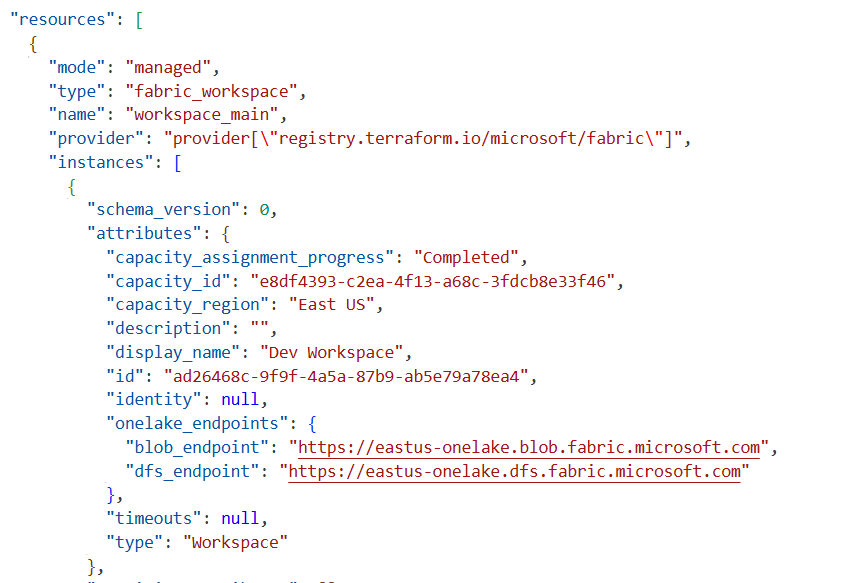 "resources": [
{
"mode": "managed",
"type": "fabric_workspace",
"name": "workspace_main",
"provider": "provider[\"registry.terraform.io/microsoft/fabric\"]",
"instances": [
{
"schema_version": 0,
"attributes": {
"capacity_assignment_progress": "Completed",
"capacity_id": "e8df4393-c2ea-4f13-a68c-3fdcb8e33f46",
"capacity_region": "East US",
"description": "",
"display_name": "Dev Workspace",
"id": "ad26468c-9f9f-4a5a-87b9-ab5e79a78ea4",
"identity": null,
"onelake_endpoints": {
"blob_endpoint": "https://eastus-onelake.blob.fabric.microsoft.com",
"dfs_endpoint": "https://eastus-onelake.dfs.fabric.microsoft.com"
},
"timeouts": null,
"type": "Workspace"
},